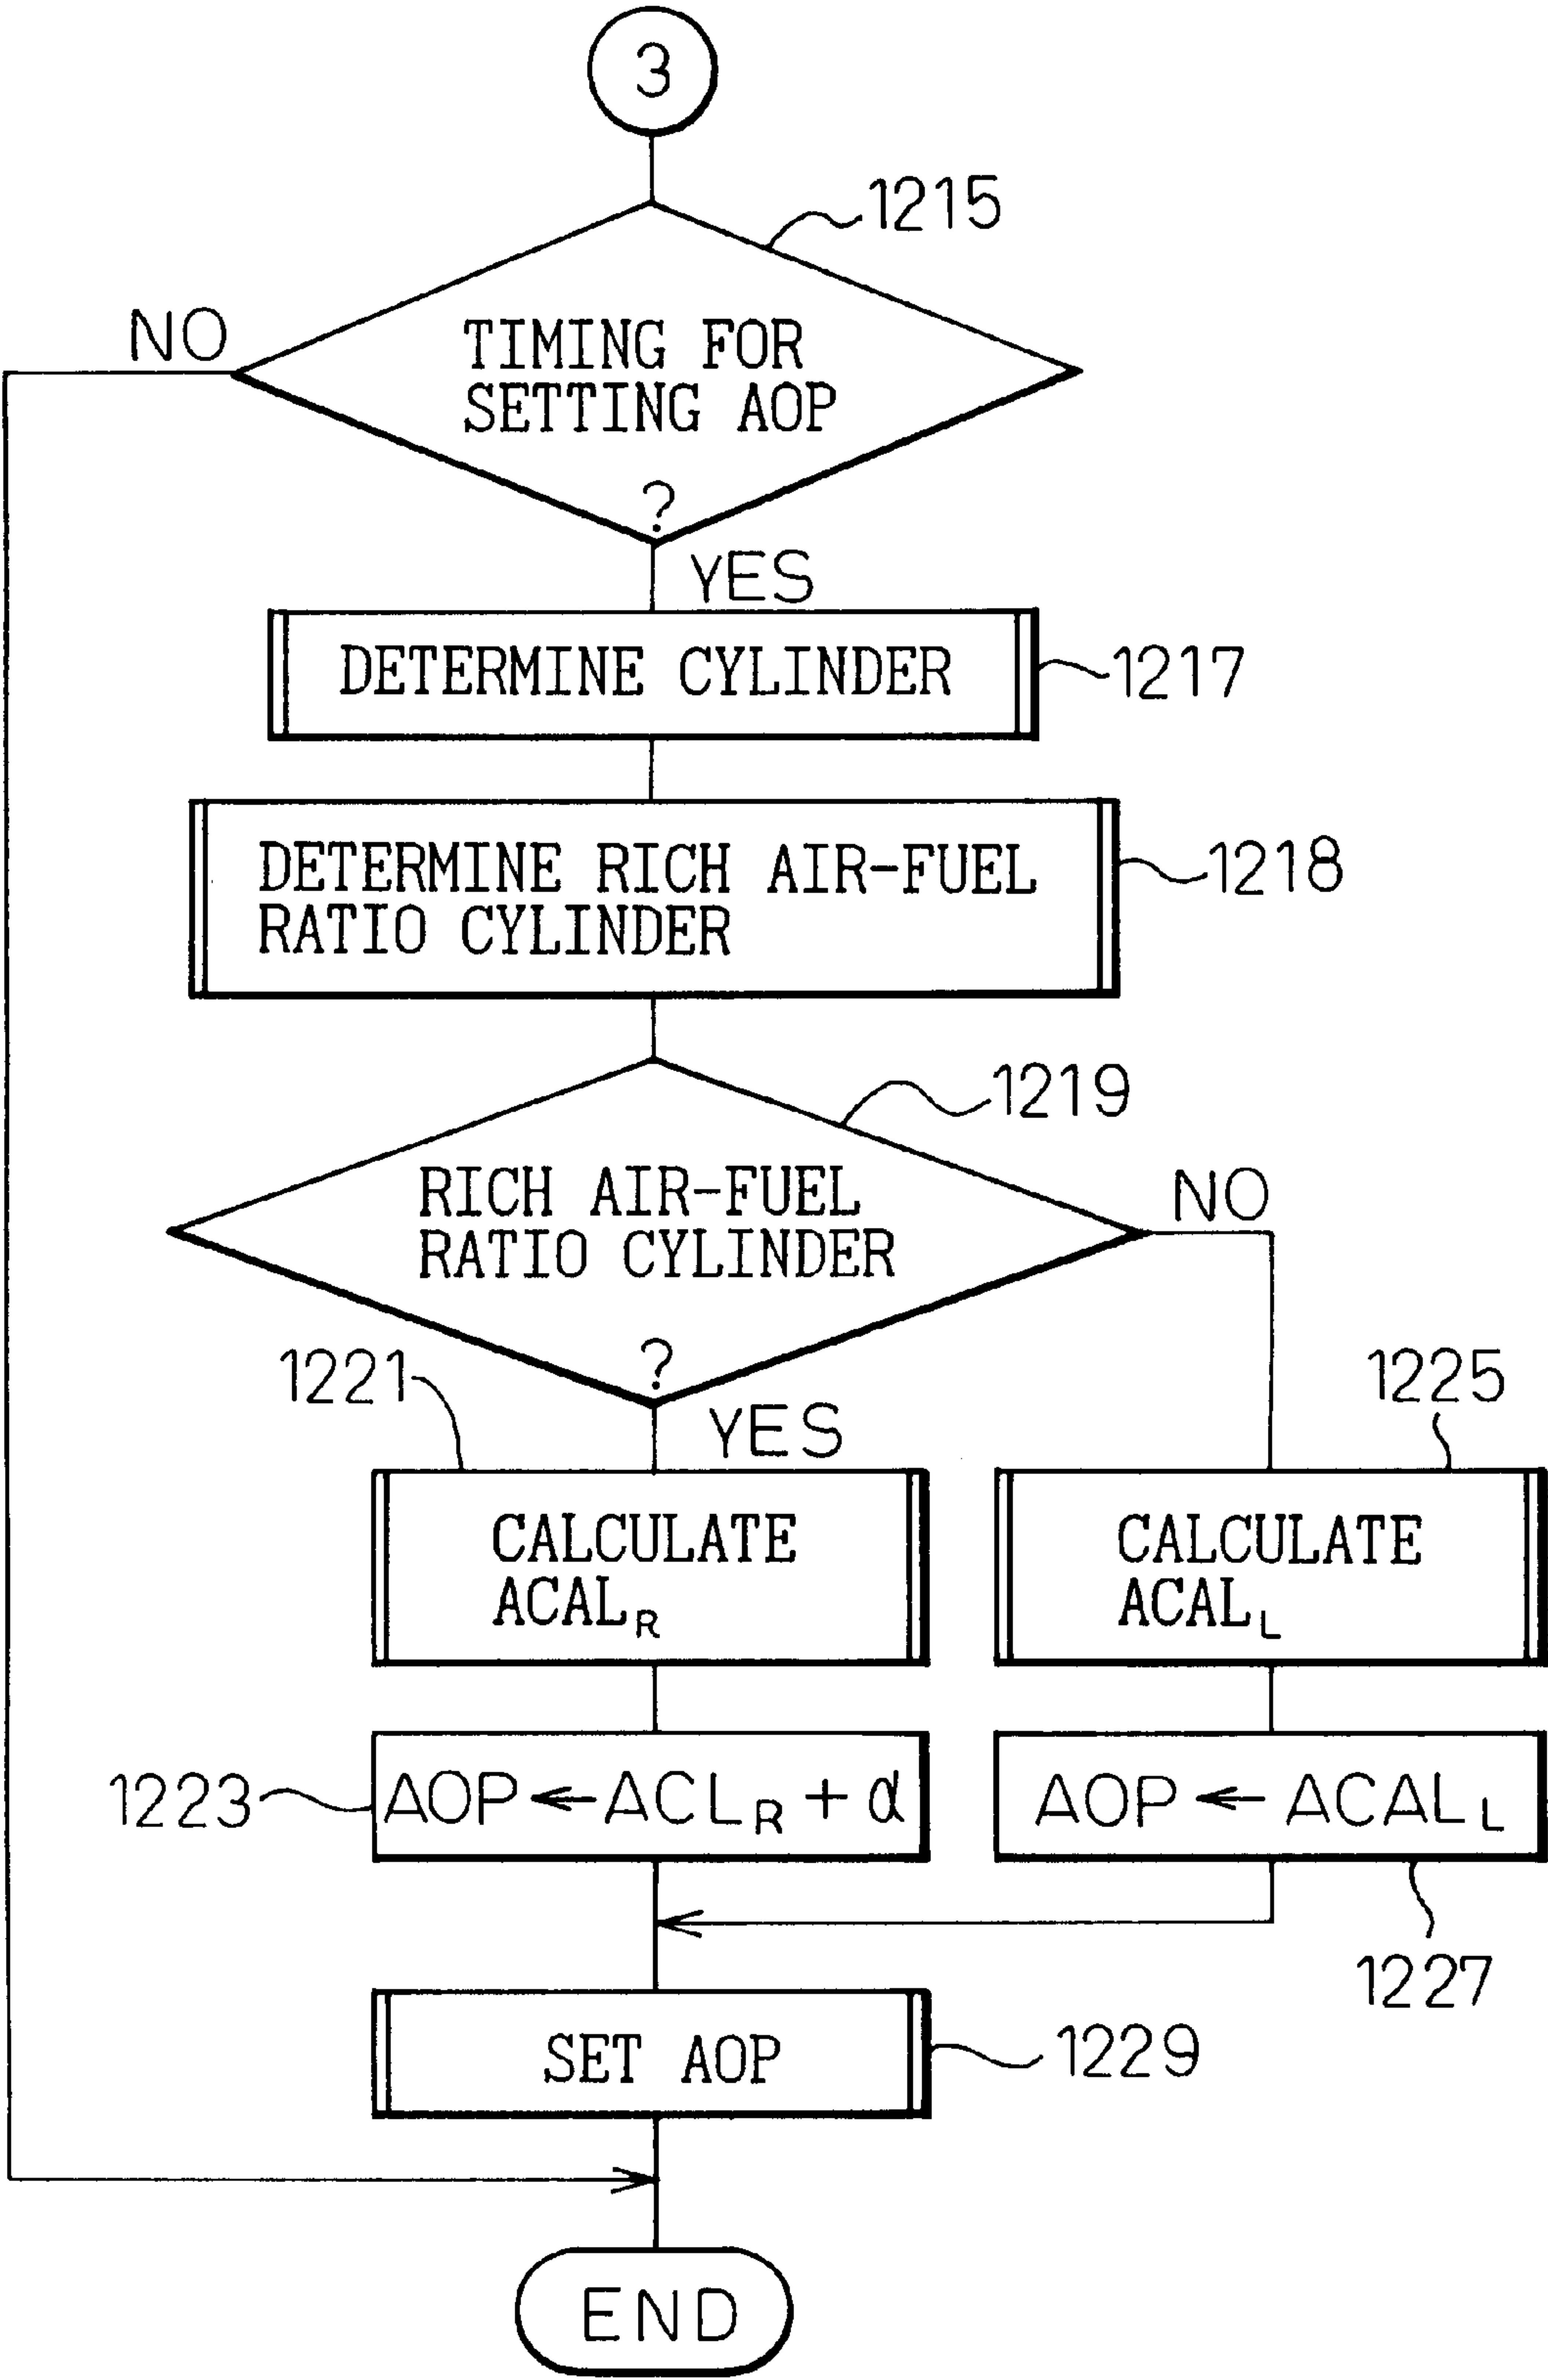 3
1215
NO
TIMING FOR
SETTING AOP
?
YES
DETERMINE CYLINDER
1217
DETERMINE RICH AIR-FUEL
RATIO CYLINDER
1218
1219
RICH AIR-FUEL
RATIO CYLINDER
?
NO
1221
YES
1225
CALCULATE
ACALR
CALCULATE
ACALL
1223
AOP ← ACLR + α
AOP ← ACALL
1227
SET AOP
1229
END